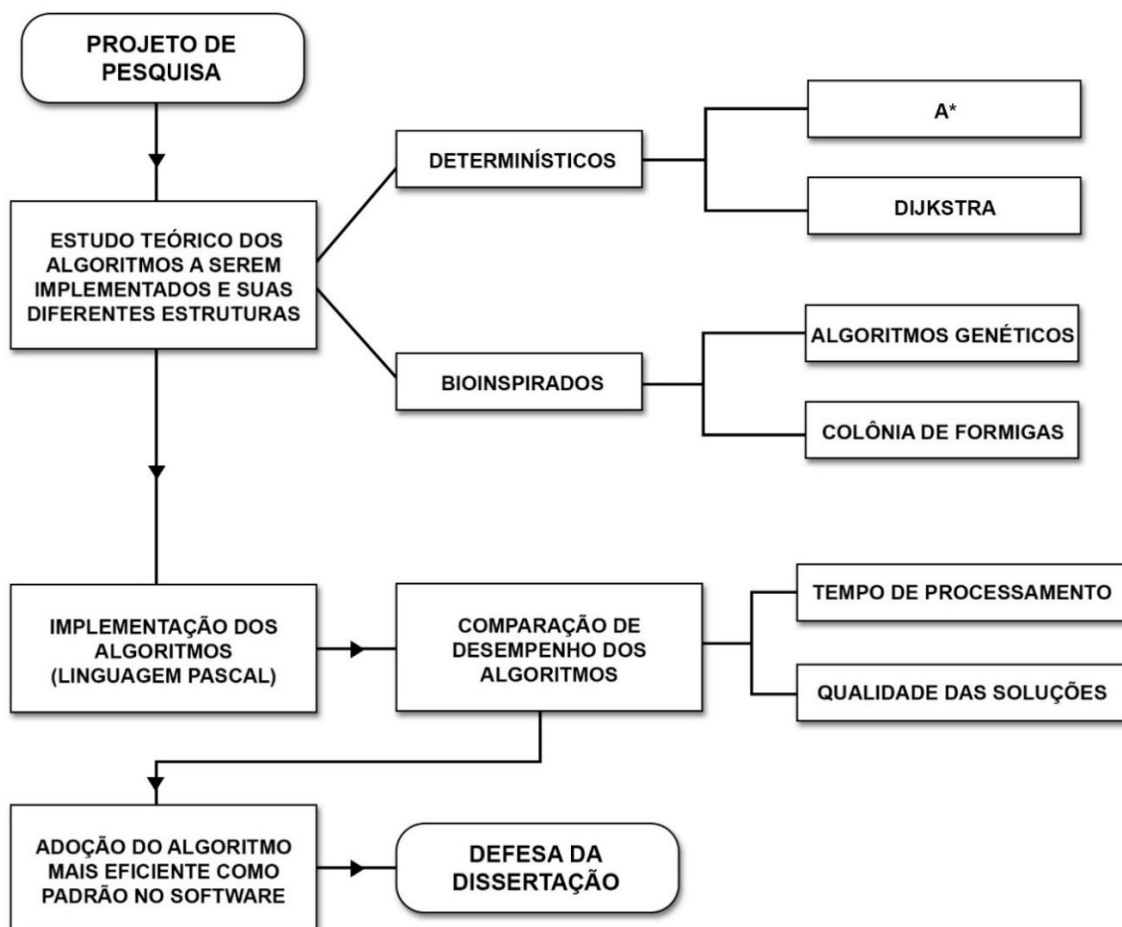 PROJETO DE
PESQUISA
ESTUDO TEÓRICO DOS
ALGORITMOS A SEREM
IMPLEMENTADOS E SUAS
DIFERENTES ESTRUTURAS
DETERMINÍSTICOS
A*
DIJKSTRA
BIOINSPIRADOS
ALGORITMOS GENÉTICOS
COLÔNIA DE FORMIGAS
IMPLEMENTAÇÃO DOS
ALGORITMOS
(LINGUAGEM PASCAL)
COMPARAÇÃO DE
DESEMPENHO DOS
ALGORITMOS
TEMPO DE PROCESSAMENTO
QUALIDADE DAS SOLUÇÕES
ADOÇÃO DO ALGORITMO
MAIS EFICIENTE COMO
PADRÃO NO SOFTWARE
DEFESA DA
DISSERTAÇÃO